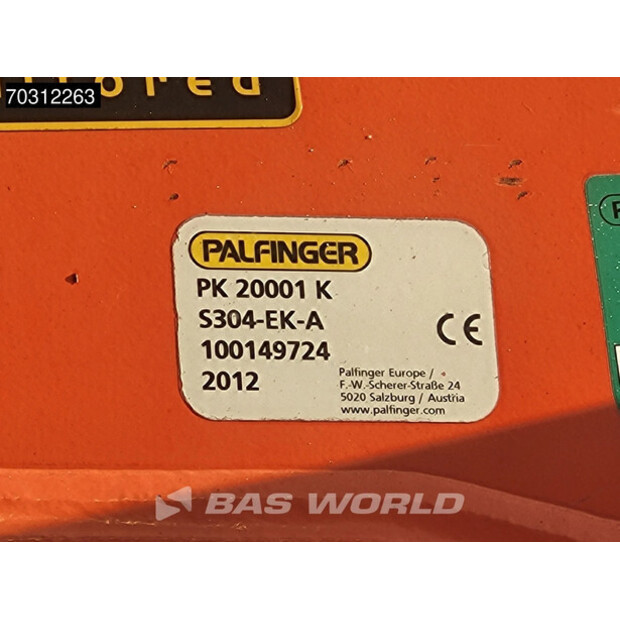 70312263
PALFINGER
PK 20001 K
S304-EK-A
100149724
2012
CE
Palfinger Europe /
F.-W.-Scherer-Straße 24
5020 Salzburg / Austria
www.palfinger.com
BAS WORLD